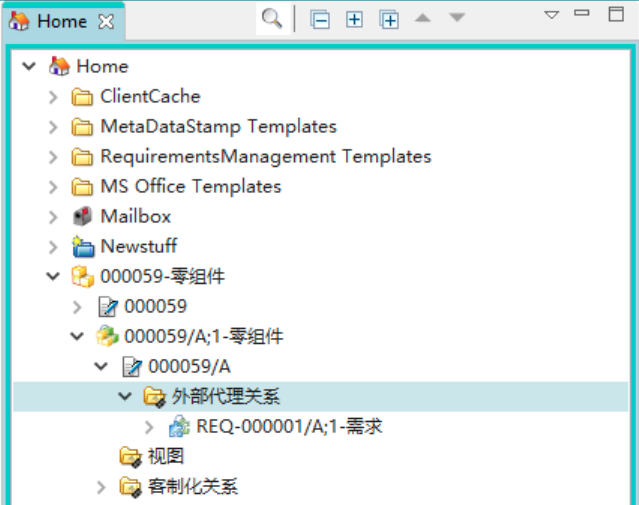 Home
Home
ClientCache
MetaDataStamp Templates
RequirementsManagement Templates
MS Office Templates
Mailbox
Newstuff
000059-零组件
000059
000059/A;1-零组件
000059/A
外部代理关系
REQ-000001/A;1-需求
视图
客制化关系